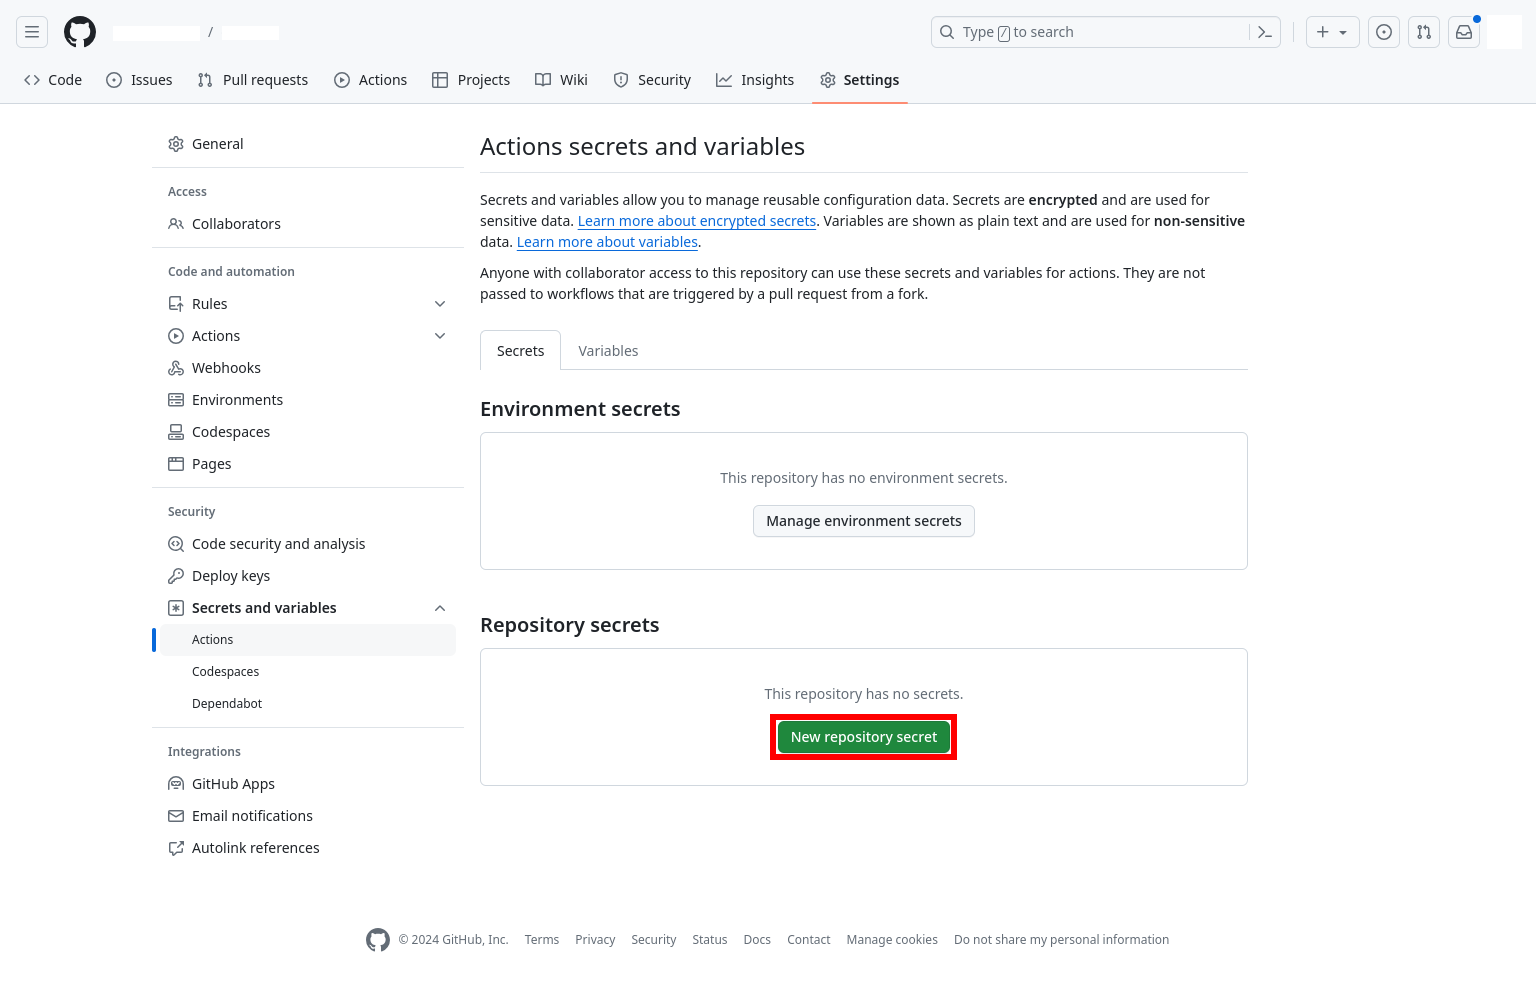 /
Type / to search
Code Issues Pull requests Actions Projects Wiki Security Insights Settings
General
Access
Collaborators
Code and automation
Rules
Actions
Webhooks
Environments
Codespaces
Pages
Security
Code security and analysis
Deploy keys
Secrets and variables
Actions
Codespaces
Dependabot
Integrations
GitHub Apps
Email notifications
Autolink references
Actions secrets and variables
Secrets and variables allow you to manage reusable configuration data. Secrets are encrypted and are used for
sensitive data. Learn more about encrypted secrets. Variables are shown as plain text and are used for non-sensitive
data. Learn more about variables.
Anyone with collaborator access to this repository can use these secrets and variables for actions. They are not
passed to workflows that are triggered by a pull request from a fork.
Secrets Variables
Environment secrets
This repository has no environment secrets.
Manage environment secrets
Repository secrets
This repository has no secrets.
New repository secret
© 2024 GitHub, Inc. Terms Privacy Security Status Docs Contact Manage cookies Do not share my personal information